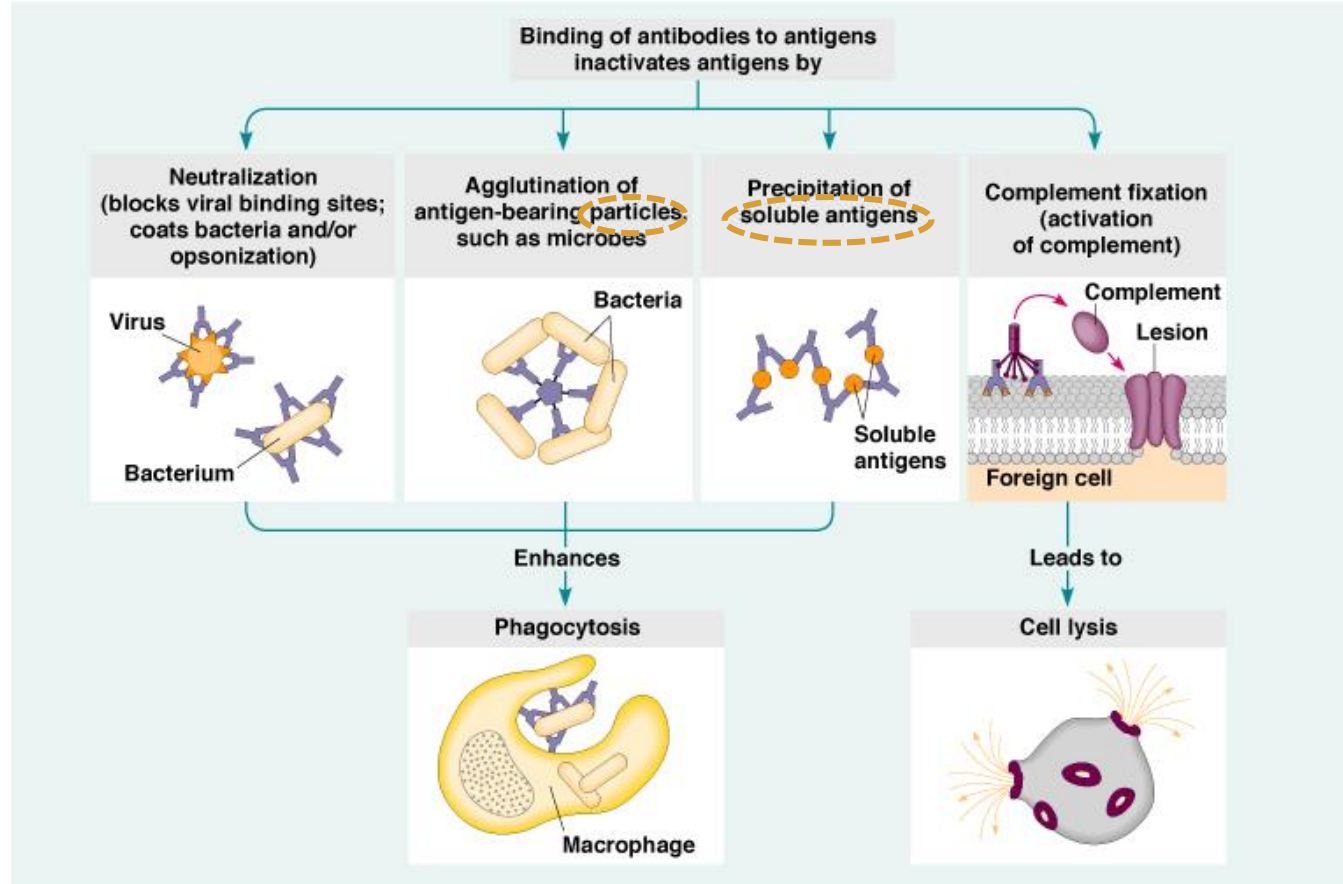 Binding of antibodies to antigens
inactivates antigens by
Neutralization
(blocks viral binding sites;
coats bacteria and/or
opsonization)
Agglutination of
antigen-bearing particles,
such as microbes
Precipitation of
soluble antigens
Complement fixation
(activation
of complement)
Virus
Bacterium
Bacteria
Soluble
antigens
Complement
Lesion
Foreign cell
Enhances
Leads to
Phagocytosis
Macrophage
Cell lysis